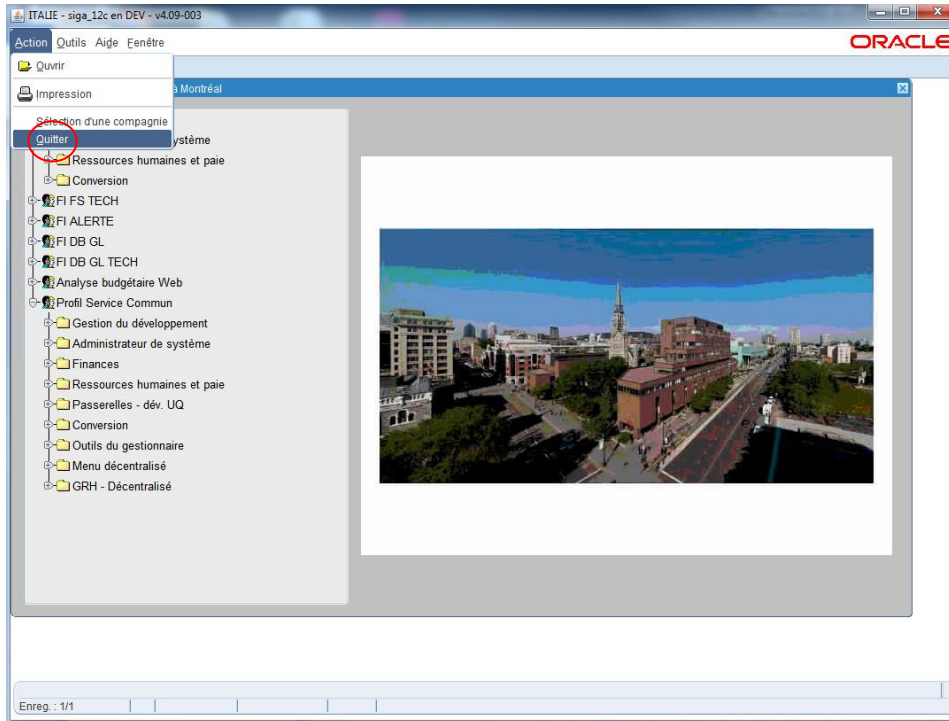 ITALIE - siga_12c en DEV - v4.09-003
Action Outils Aide Fenêtre
ORACLE
Ouvrir
Impression
Sélection d'une compagnie
Quitter
à Montréal
ystème
Ressources humaines et paie
Conversion
FI FS TECH
FI ALERTE
FI DB GL
FI DB GL TECH
Analyse budgétaire Web
Profil Service Commun
Gestion du développement
Administrateur de système
Finances
Ressources humaines et paie
Passerelles - dév. UQ
Conversion
Outils du gestionnaire
Menu décentralisé
GRH - Décentralisé
Enreg. : 1/1